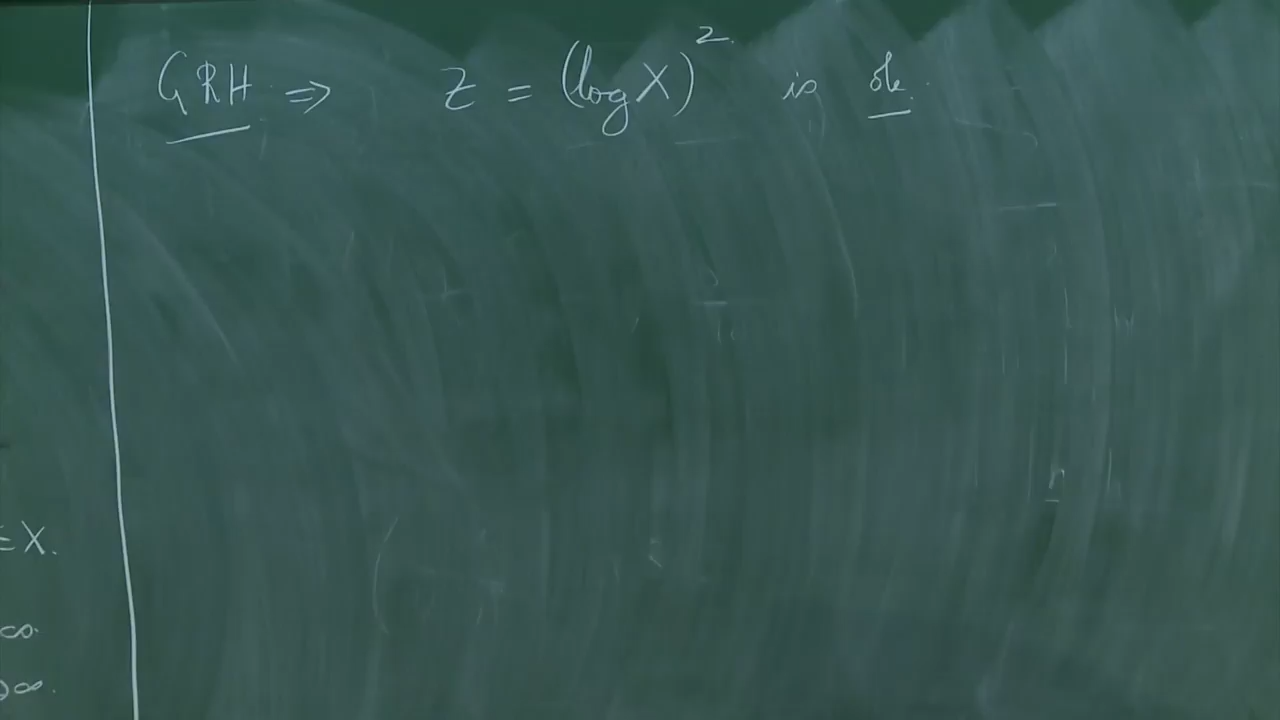 GRH ⇒ z = (log X)². is ok.
≤ X.
∞.
∞.